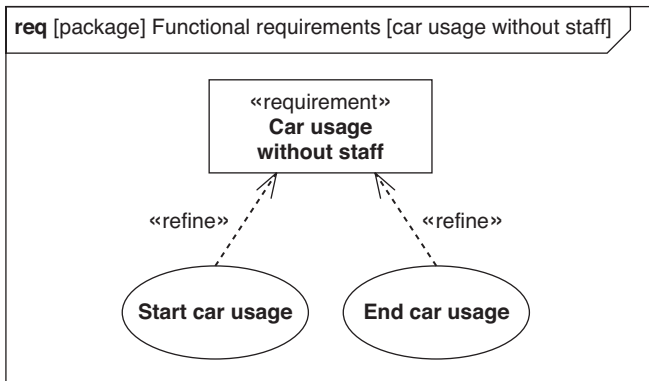 req [package] Functional requirements [car usage without staff]
«requirement»
Car usage
without staff
«refine» «refine»
Start car usage End car usage